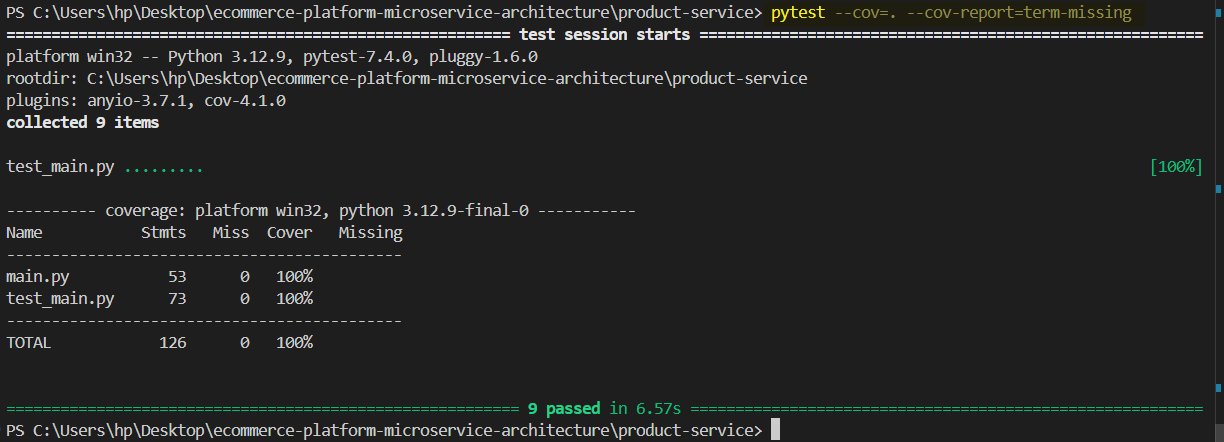 PS C:\Users\hp\Desktop\ecommerce-platform-microservice-architecture\product-service> pytest --cov=. --cov-report=term-missing
=================================================== test session starts ===================================================
platform win32 -- Python 3.12.9, pytest-7.4.0, pluggy-1.6.0
rootdir: C:\Users\hp\Desktop\ecommerce-platform-microservice-architecture\product-service
plugins: anyio-3.7.1, cov-4.1.0
collected 9 items
test_main.py ......... [100%]
---------- coverage: platform win32, python 3.12.9-final-0 -----------
Name Stmts Miss Cover Missing
----------------------------------------
main.py 53 0 100%
test_main.py 73 0 100%
----------------------------------------
TOTAL 126 0 100%
==================================================== 9 passed in 6.57s ====================================================
PS C:\Users\hp\Desktop\ecommerce-platform-microservice-architecture\product-service>